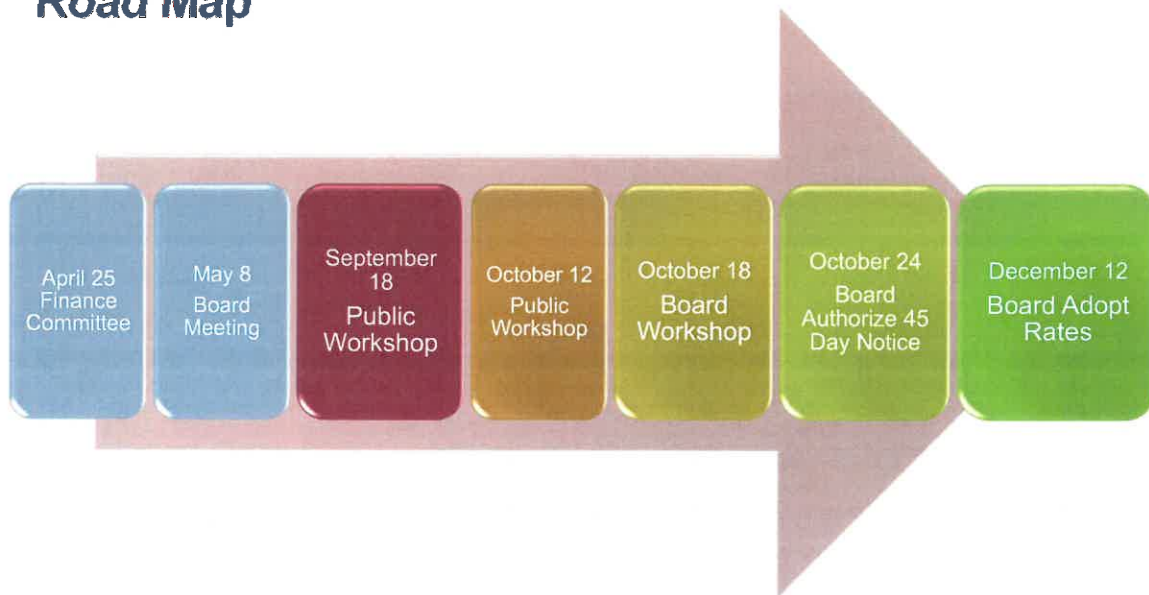 Road Map
April 25
Finance
Committee
May 8
Board
Meeting
September
18
Public
Workshop
October 12
Public
Workshop
October 18
Board
Workshop
October 24
Board
Authorize 45
Day Notice
December 12
Board Adopt
Rates